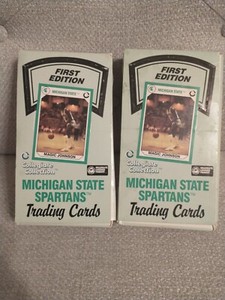 FIRST EDITION
MICHIGAN STATE
MAGIC JOHNSON
Collegiate
Collection
MICHIGAN STATE
SPARTANS
Trading Cards
FIRST EDITION
MICHIGAN STATE
MAGIC JOHNSON
Collegiate
Collection
MICHIGAN STATE
SPARTANS
Trading Cards